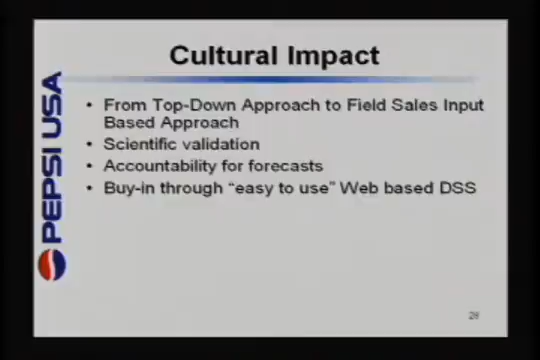 Cultural Impact
PEPSI USA
• From Top-Down Approach to Field Sales Input
Based Approach
• Scientific validation
• Accountability for forecasts
• Buy-in through “easy to use” Web based DSS
28